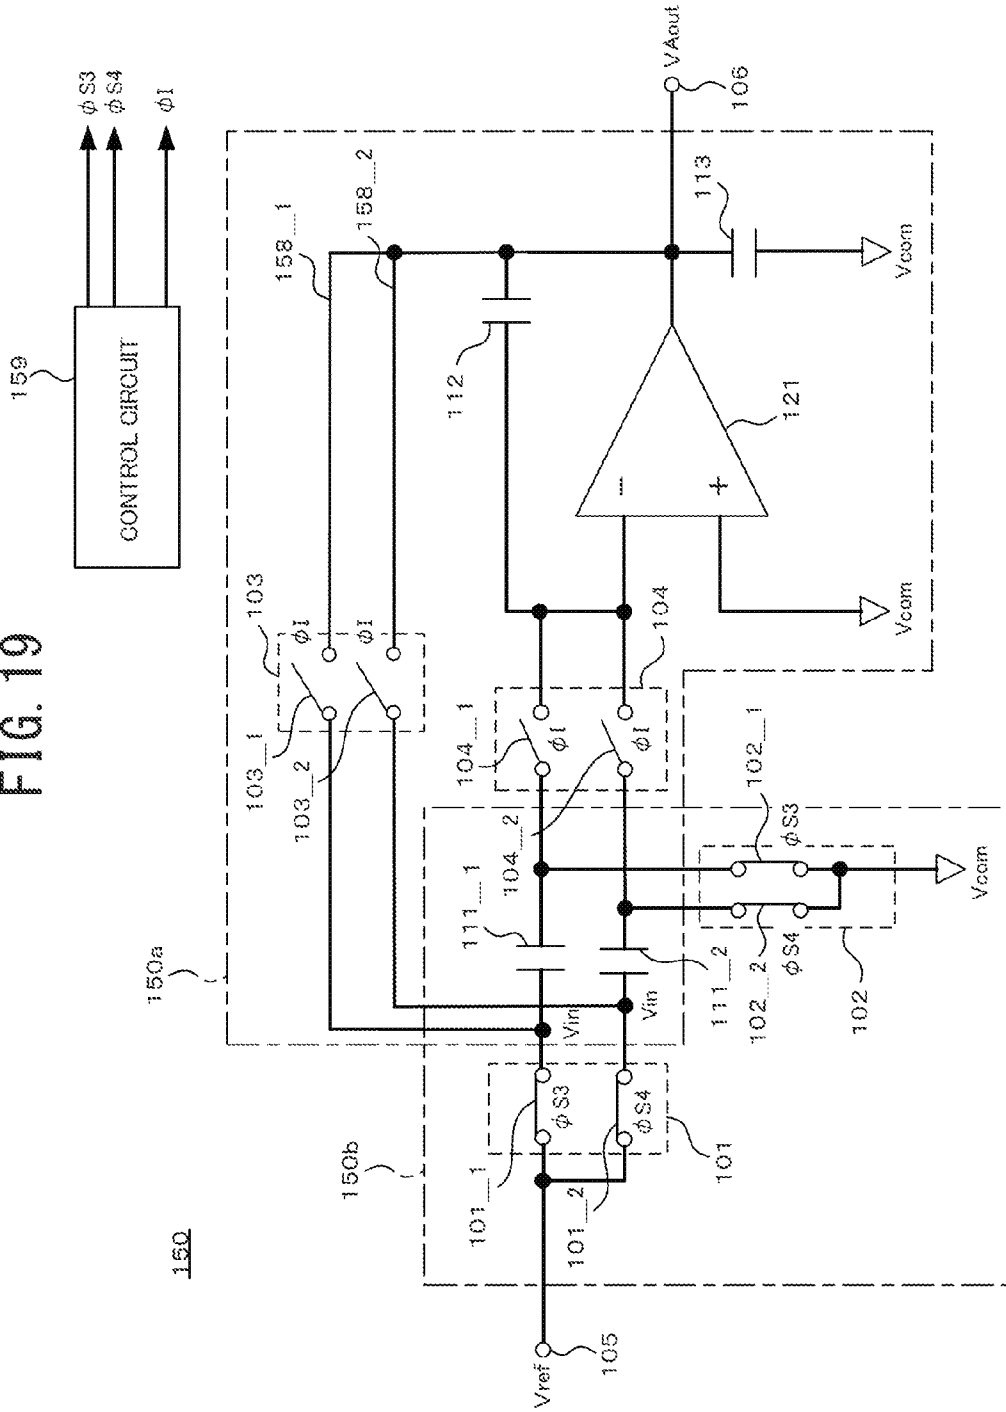 FIG. 19
150
159
CONTROL CIRCUIT
φS3
φS4
φI
150a
103
103_1
103_2
φI
φI
158_1
158_2
112
104
104_1
104_2
φI
φI
121
−
+
Vcom
VAout
106
113
Vcom
111_1
111_2
Vin
Vin
150b
101
101_1
101_2
φS3
φS4
Vref
105
102
102_1
102_2
φS3
φS4
Vcom